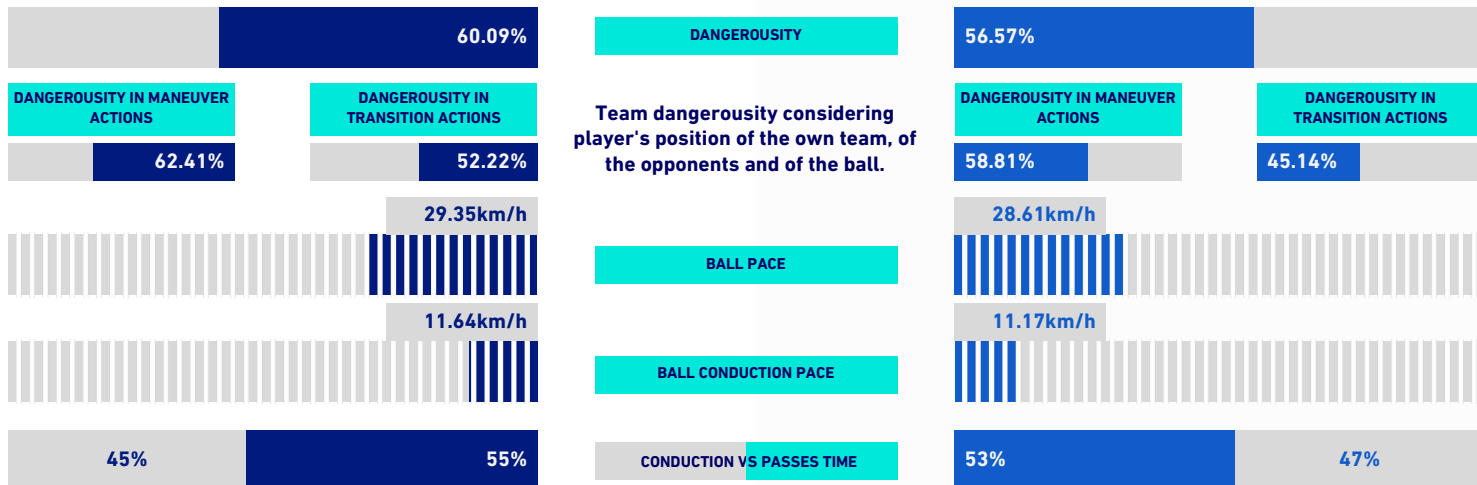 60.09%
DANGEROUSITY
56.57%
DANGEROUSITY IN MANEUVER
ACTIONS
DANGEROUSITY IN
TRANSITION ACTIONS
62.41%
52.22%
Team dangerousity considering
player's position of the own team, of
the opponents and of the ball.
DANGEROUSITY IN MANEUVER
ACTIONS
DANGEROUSITY IN
TRANSITION ACTIONS
58.81%
45.14%
29.35km/h
BALL PACE
28.61km/h
11.64km/h
BALL CONDUCTION PACE
11.17km/h
45%
55%
CONDUCTION VS PASSES TIME
53%
47%